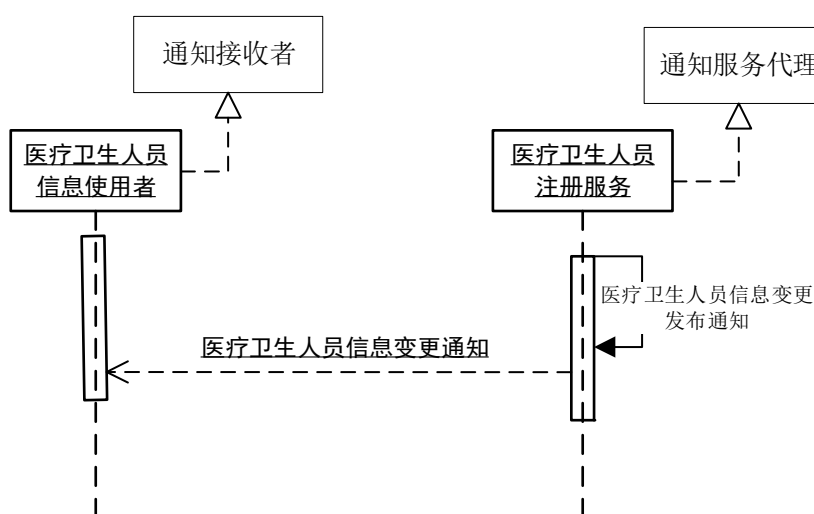 通知接收者
通知服务代理
医疗卫生人员
信息使用者
医疗卫生人员
注册服务
医疗卫生人员信息变更
发布通知
医疗卫生人员信息变更通知